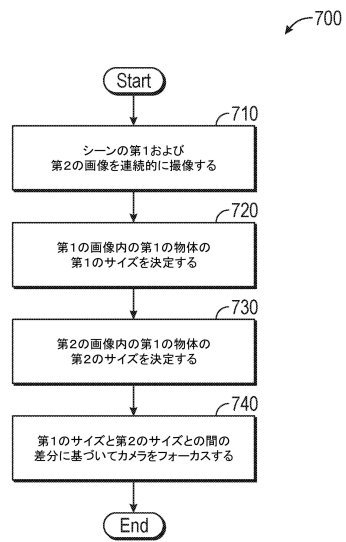 700
Start
710
シーンの第1および
第2の画像を連続的に撮像する
720
第1の画像内の第1の物体の
第1のサイズを決定する
730
第2の画像内の第1の物体の
第2のサイズを決定する
740
第1のサイズと第2のサイズとの間の
差分に基づいてカメラをフォーカスする
End